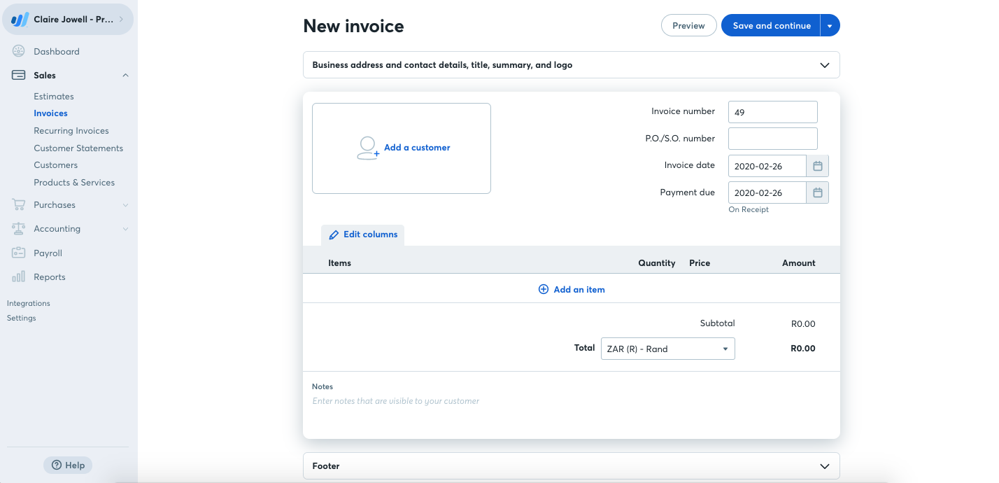 Claire Jowell - Pr...
Dashboard
Sales
Estimates
Invoices
Recurring Invoices
Customer Statements
Customers
Products & Services
Purchases
Accounting
Payroll
Reports
Integrations
Settings
Help
New invoice
Preview
Save and continue
Business address and contact details, title, summary, and logo
Add a customer
Invoice number 49
P.O./S.O. number
Invoice date 2020-02-26
Payment due 2020-02-26
On Receipt
Edit columns
Items Quantity Price Amount
Add an item
Subtotal R0.00
Total ZAR (R) - Rand R0.00
Notes
Enter notes that are visible to your customer
Footer